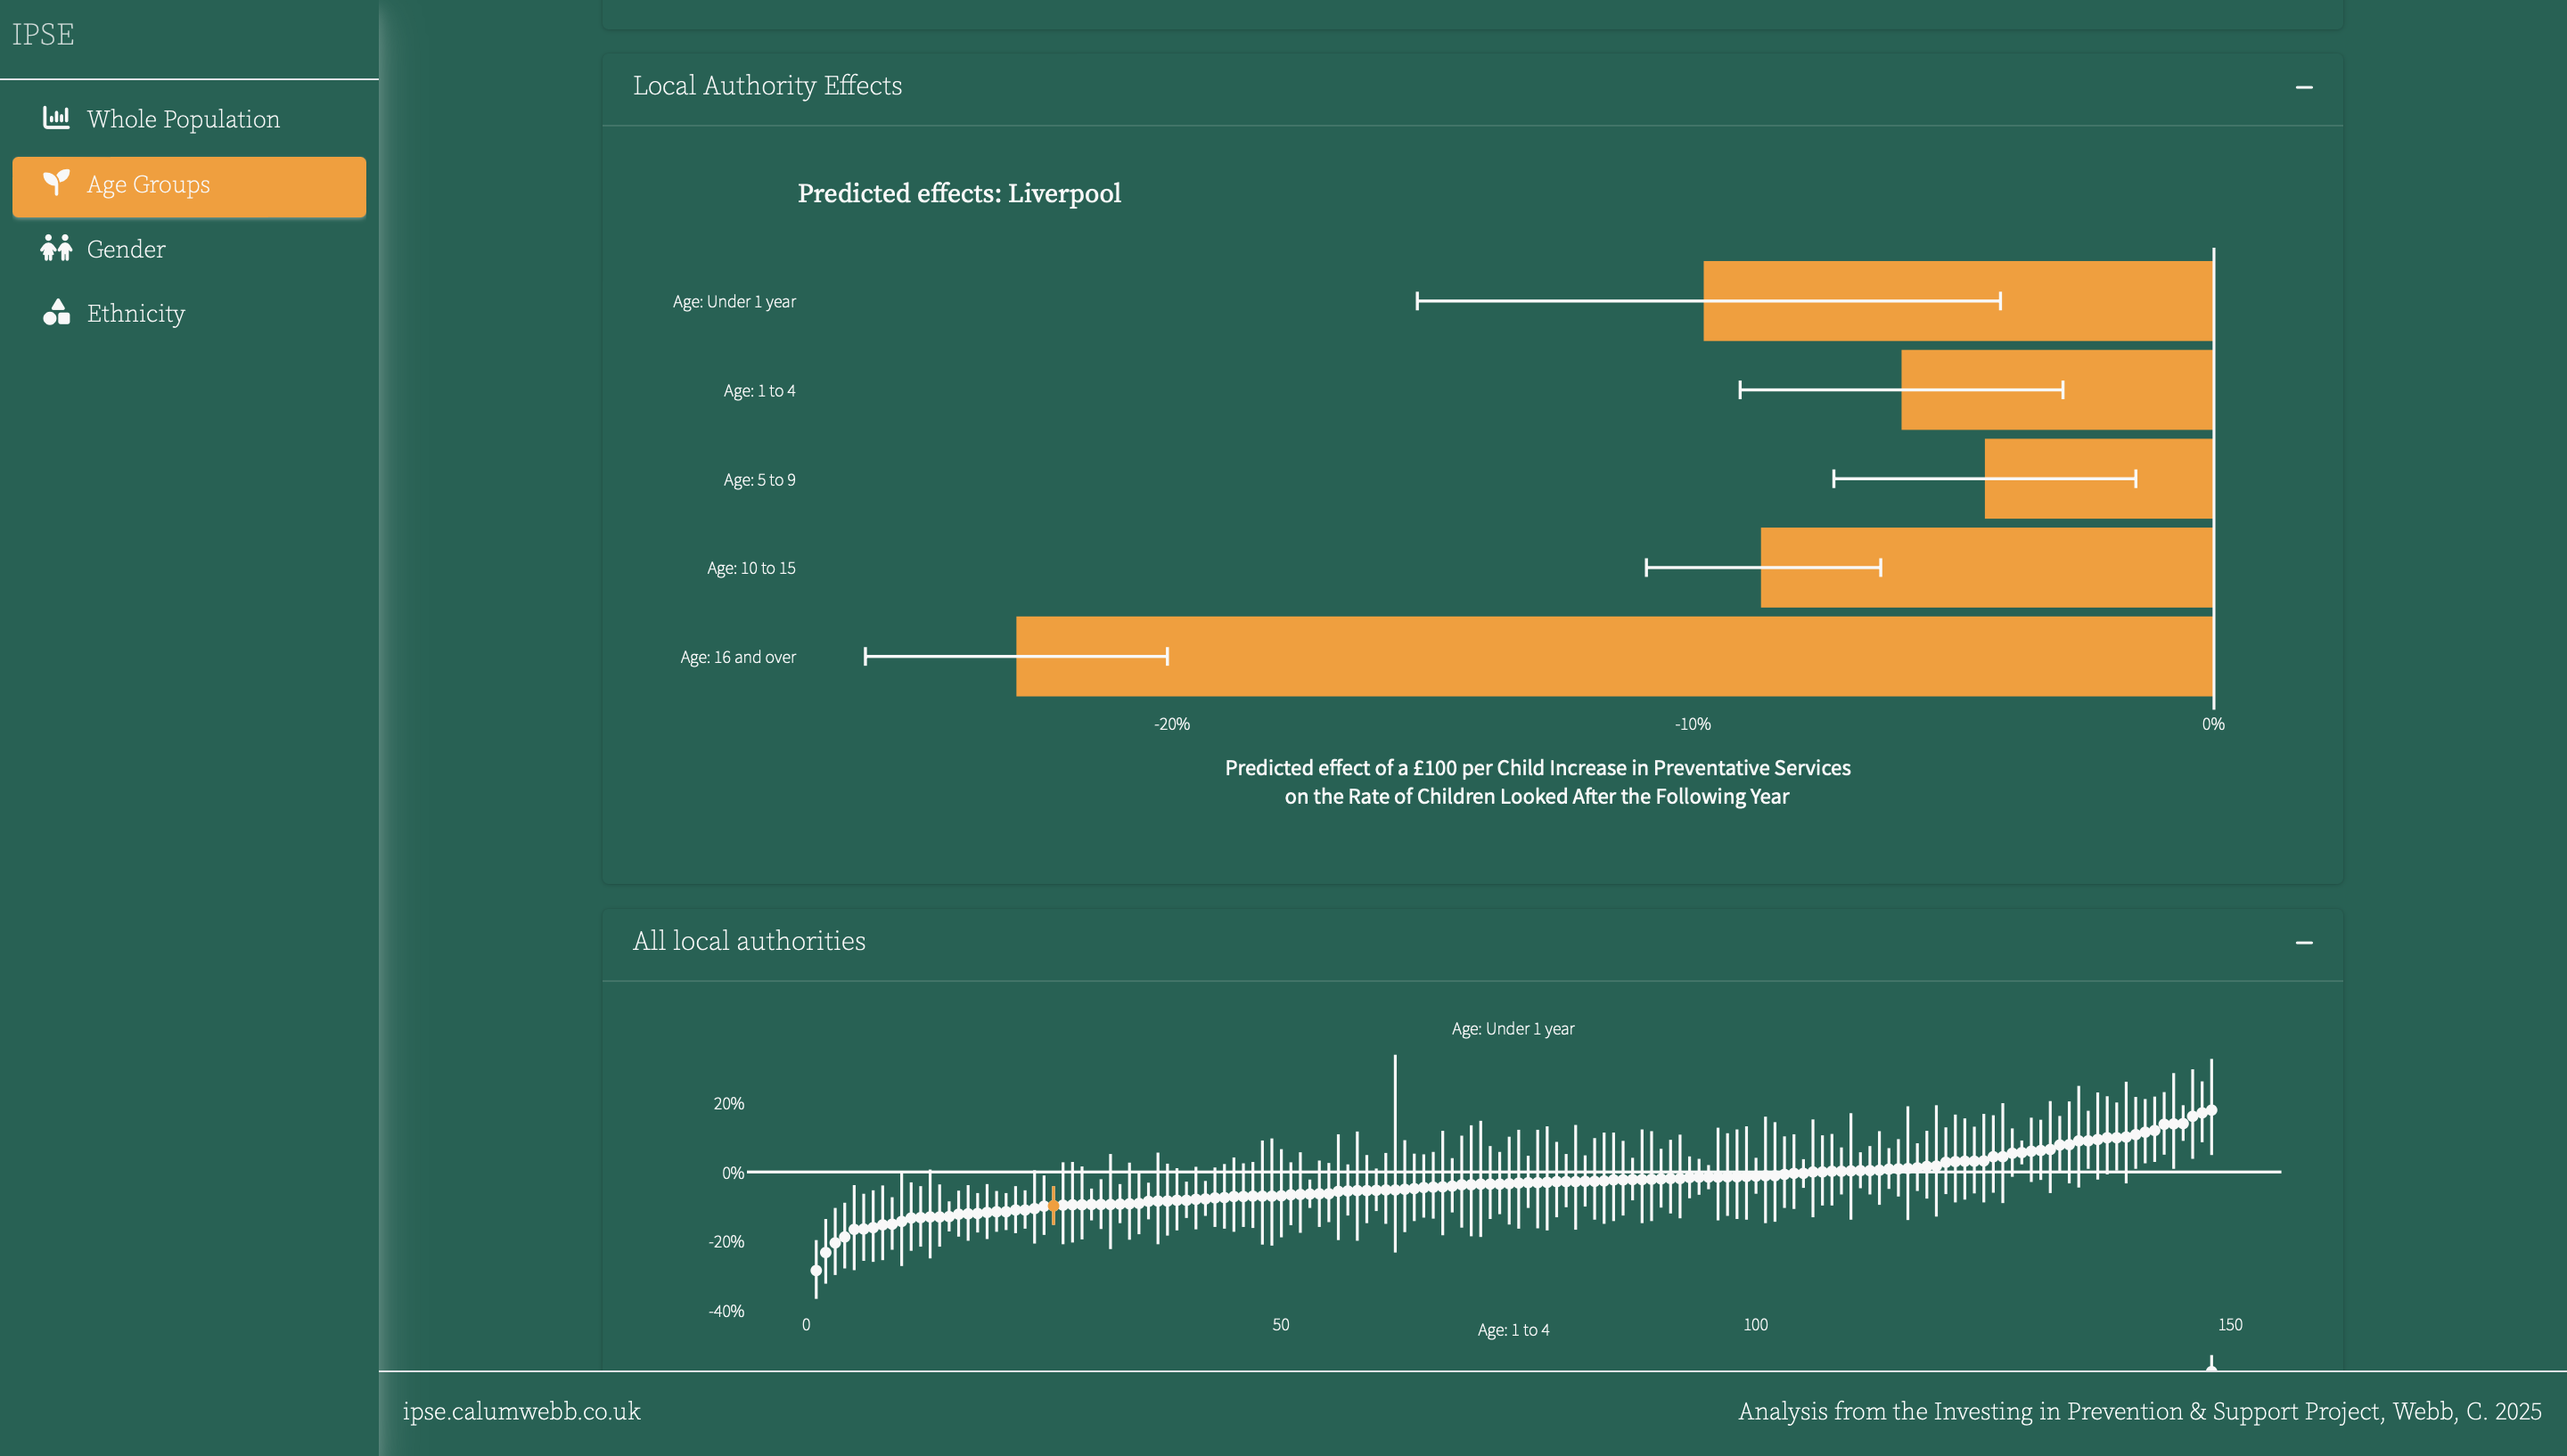 IPSE
Whole Population
Age Groups
Gender
Ethnicity
Local Authority Effects
Predicted effects: Liverpool
Age: Under 1 year
Age: 1 to 4
Age: 5 to 9
Age: 10 to 15
Age: 16 and over
-20%
-10%
0%
Predicted effect of a £100 per Child Increase in Preventative Services
on the Rate of Children Looked After the Following Year
All local authorities
Age: Under 1 year
20%
0%
-20%
-40%
0
50
100
150
Age: 1 to 4
ipse.calumwebb.co.uk
Analysis from the Investing in Prevention & Support Project, Webb, C. 2025